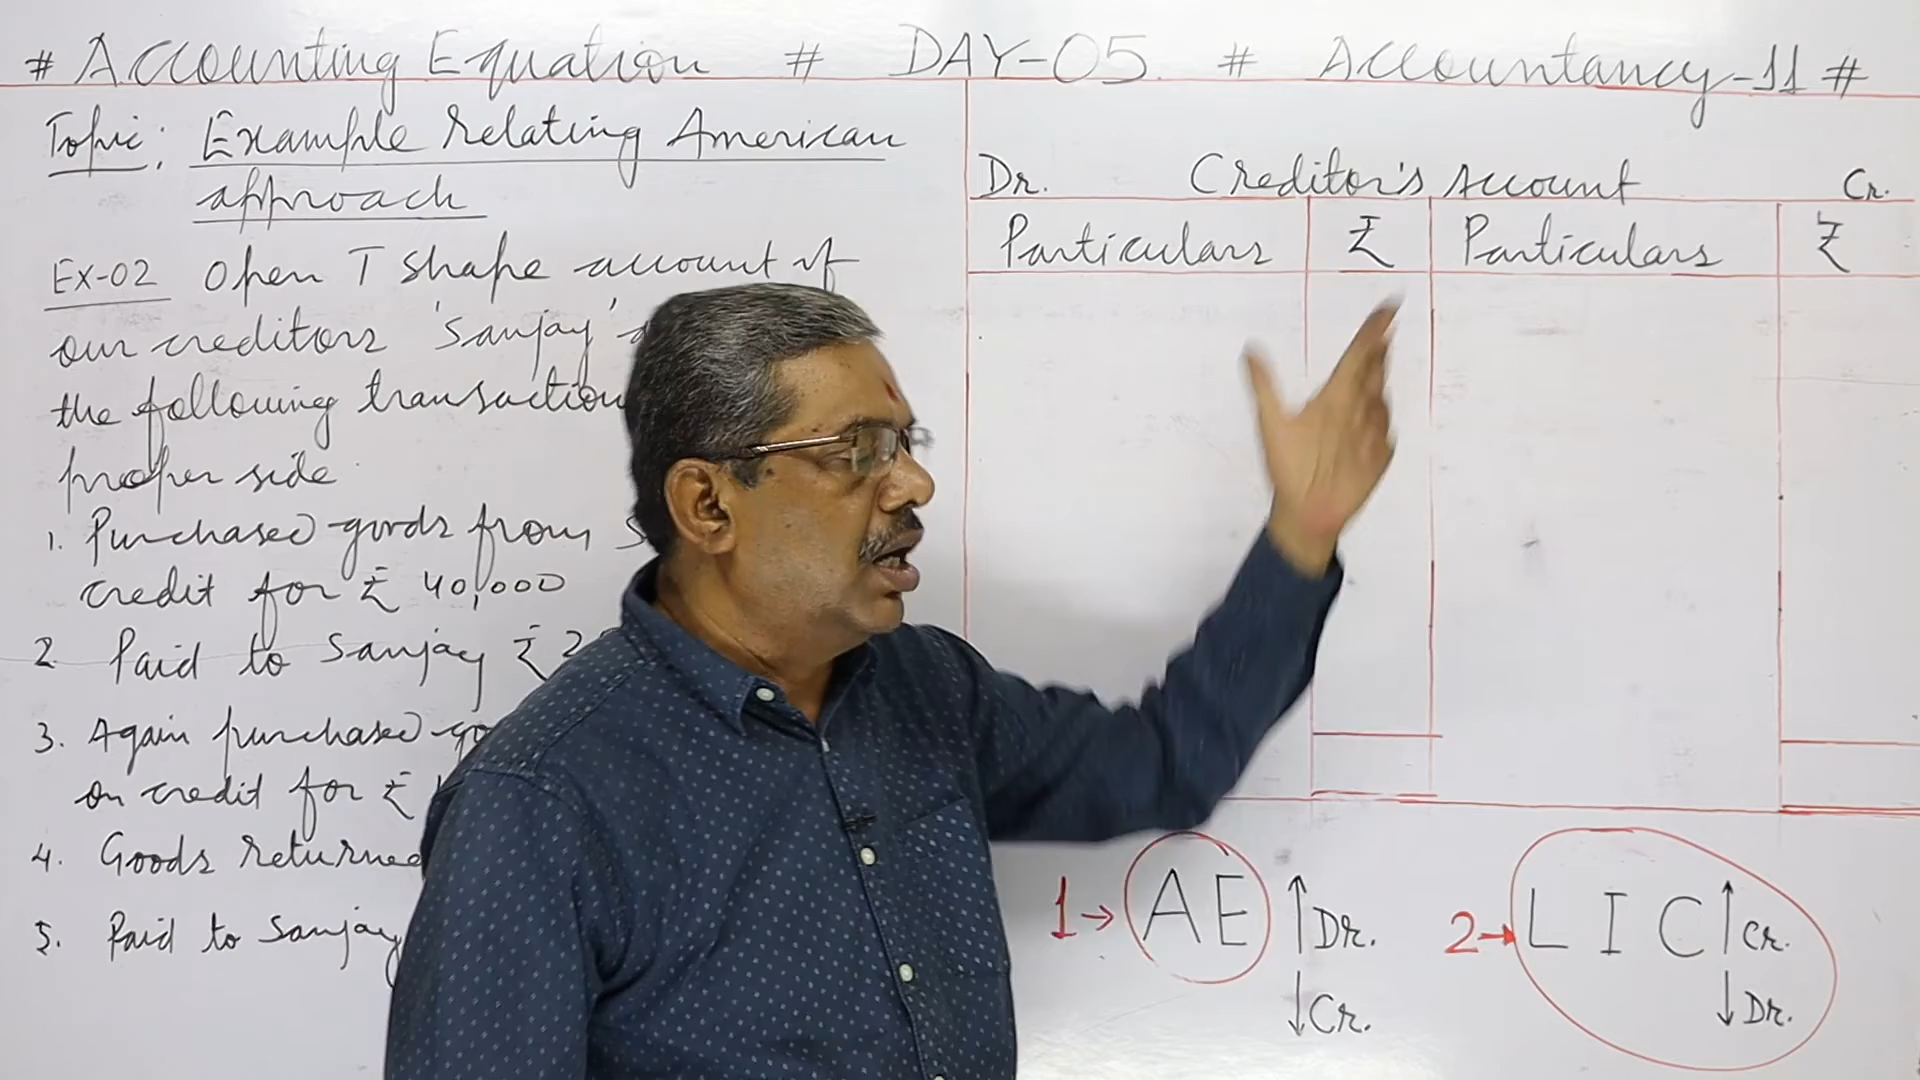 # Accounting Equation # DAY-05. # Accountancy-11 #
Topic: Example relating American
approach
Ex-02 Open T shape account of
our creditors 'Sanjay'
the following transaction
proper side
1. Purchased goods from
credit for ₹ 40,000
2. Paid to Sanjay ₹ 2
3. Again purchased go
on credit for ₹
4. Goods returned
5. Paid to Sanjay
Dr. Creditor's Account Cr.
Particulars ₹ Particulars ₹
1→ AE ↑Dr.
↓Cr.
2→ LIC ↑Cr.
↓Dr.